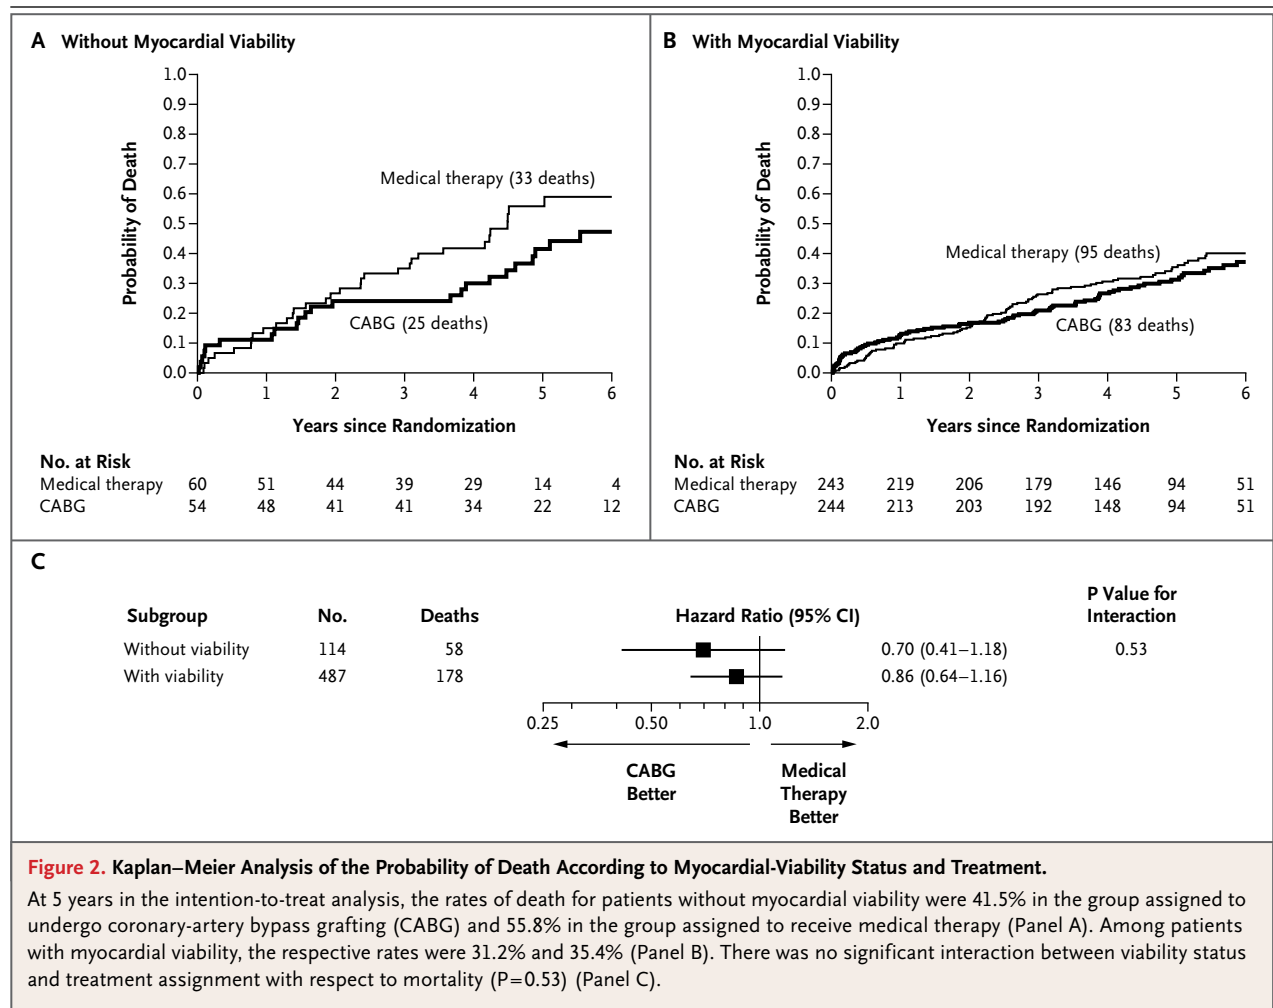 A Without Myocardial Viability
1.0
0.9
0.8
0.7
0.6
0.5
0.4
0.3
0.2
0.1
0.0
Probability of Death
Medical therapy (33 deaths)
CABG (25 deaths)
0 1 2 3 4 5 6
Years since Randomization
No. at Risk
Medical therapy 60 51 44 39 29 14 4
CABG 54 48 41 41 34 22 12
B With Myocardial Viability
1.0
0.9
0.8
0.7
0.6
0.5
0.4
0.3
0.2
0.1
0.0
Probability of Death
Medical therapy (95 deaths)
CABG (83 deaths)
0 1 2 3 4 5 6
Years since Randomization
No. at Risk
Medical therapy 243 219 206 179 146 94 51
CABG 244 213 203 192 148 94 51
C
Subgroup No. Deaths Hazard Ratio (95% CI) P Value for Interaction
Without viability 114 58 0.70 (0.41–1.18) 0.53
With viability 487 178 0.86 (0.64–1.16)
0.25 0.50 1.0 2.0
CABG
Better
Medical
Therapy
Better
Figure 2. Kaplan–Meier Analysis of the Probability of Death According to Myocardial-Viability Status and Treatment.
At 5 years in the intention-to-treat analysis, the rates of death for patients without myocardial viability were 41.5% in the group assigned to
undergo coronary-artery bypass grafting (CABG) and 55.8% in the group assigned to receive medical therapy (Panel A). Among patients
with myocardial viability, the respective rates were 31.2% and 35.4% (Panel B). There was no significant interaction between viability status
and treatment assignment with respect to mortality (P=0.53) (Panel C).